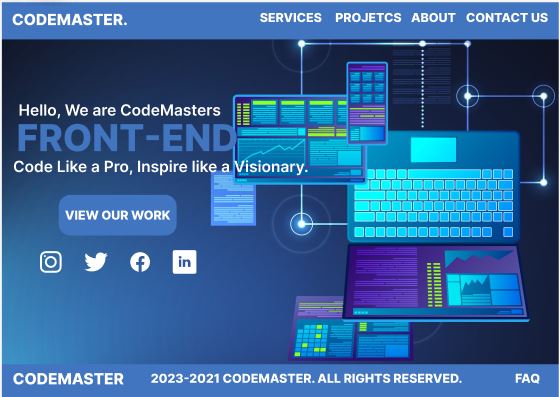 CODEMASTER. SERVICES PROJETCS ABOUT CONTACT US
Hello, We are CodeMasters
FRONT-END
Code Like a Pro, Inspire like a Visionary.
VIEW OUR WORK
in
CODEMASTER 2023-2021 CODEMASTER. ALL RIGHTS RESERVED. FAQ